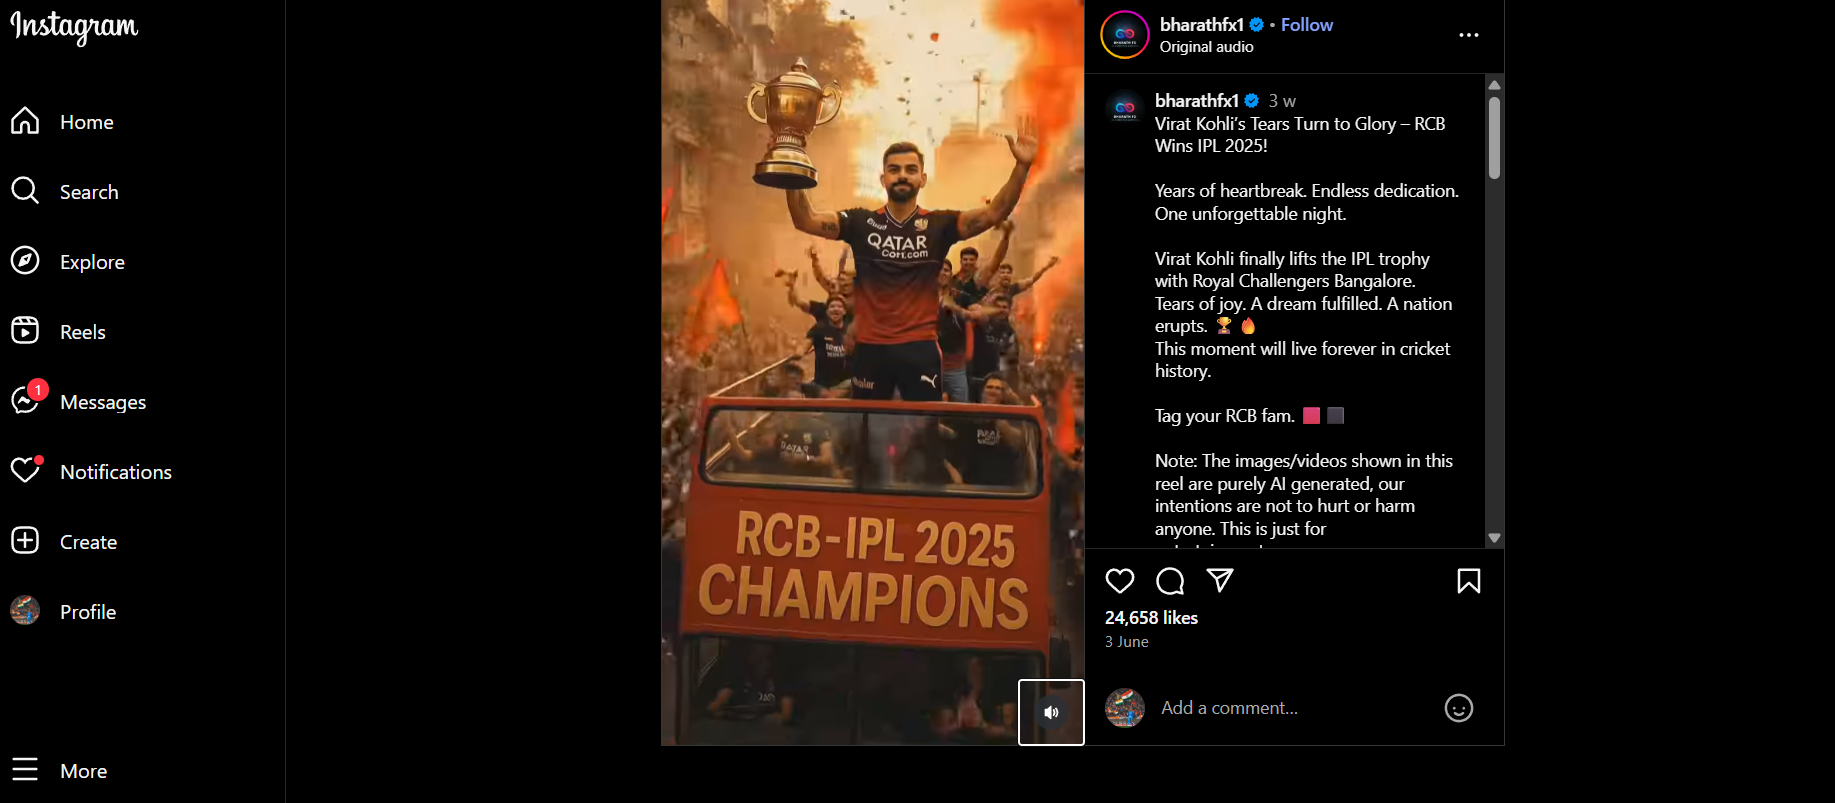 Instagram
Home
Search
Explore
Reels
1
Messages
Notifications
Create
Profile
More
QATAR
RCB-IPL 2025
CHAMPIONS
bharathfx1 • Follow
Original audio
bharathfx1 3 w
Virat Kohli’s Tears Turn to Glory – RCB
Wins IPL 2025!
Years of heartbreak. Endless dedication.
One unforgettable night.
Virat Kohli finally lifts the IPL trophy
with Royal Challengers Bangalore.
Tears of joy. A dream fulfilled. A nation
erupts. 🏆 🔥
This moment will live forever in cricket
history.
Tag your RCB fam. 🟥 ⬛
Note: The images/videos shown in this
reel are purely AI generated, our
intentions are not to hurt or harm
anyone. This is just for
24,658 likes
3 June
Add a comment...